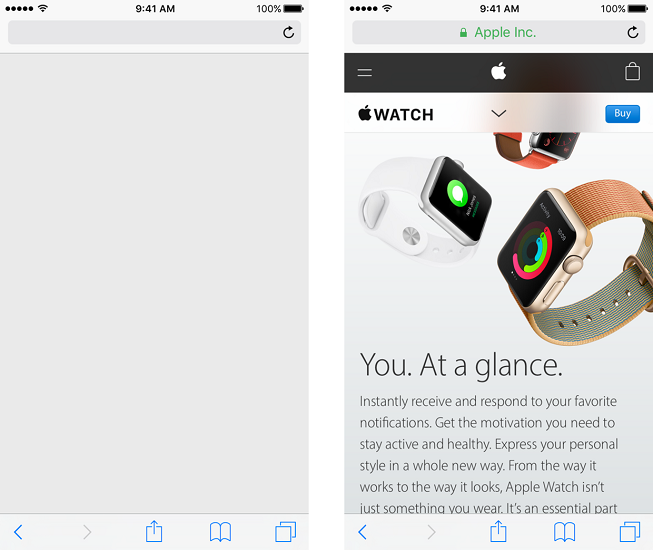 9:41 AM
100%
9:41 AM
100%
Apple Inc.
WATCH
Buy
You. At a glance.
Instantly receive and respond to your favorite
notifications. Get the motivation you need to
stay active and healthy. Express your personal
style in a whole new way. From the way it
works to the way it looks, Apple Watch isn't
just something you wear. It's an essential part